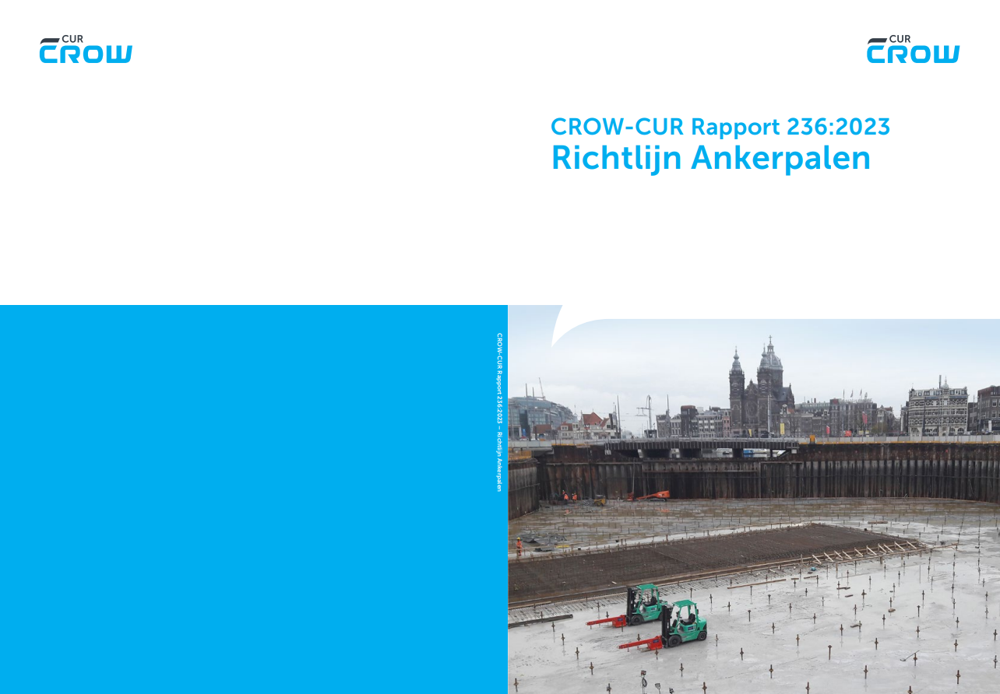 CUR
CROW
CUR
CROW
CROW-CUR Rapport 236:2023
Richtlijn Ankerpalen
CROW-CUR Rapport 236:2023 – Richtlijn Ankerpalen